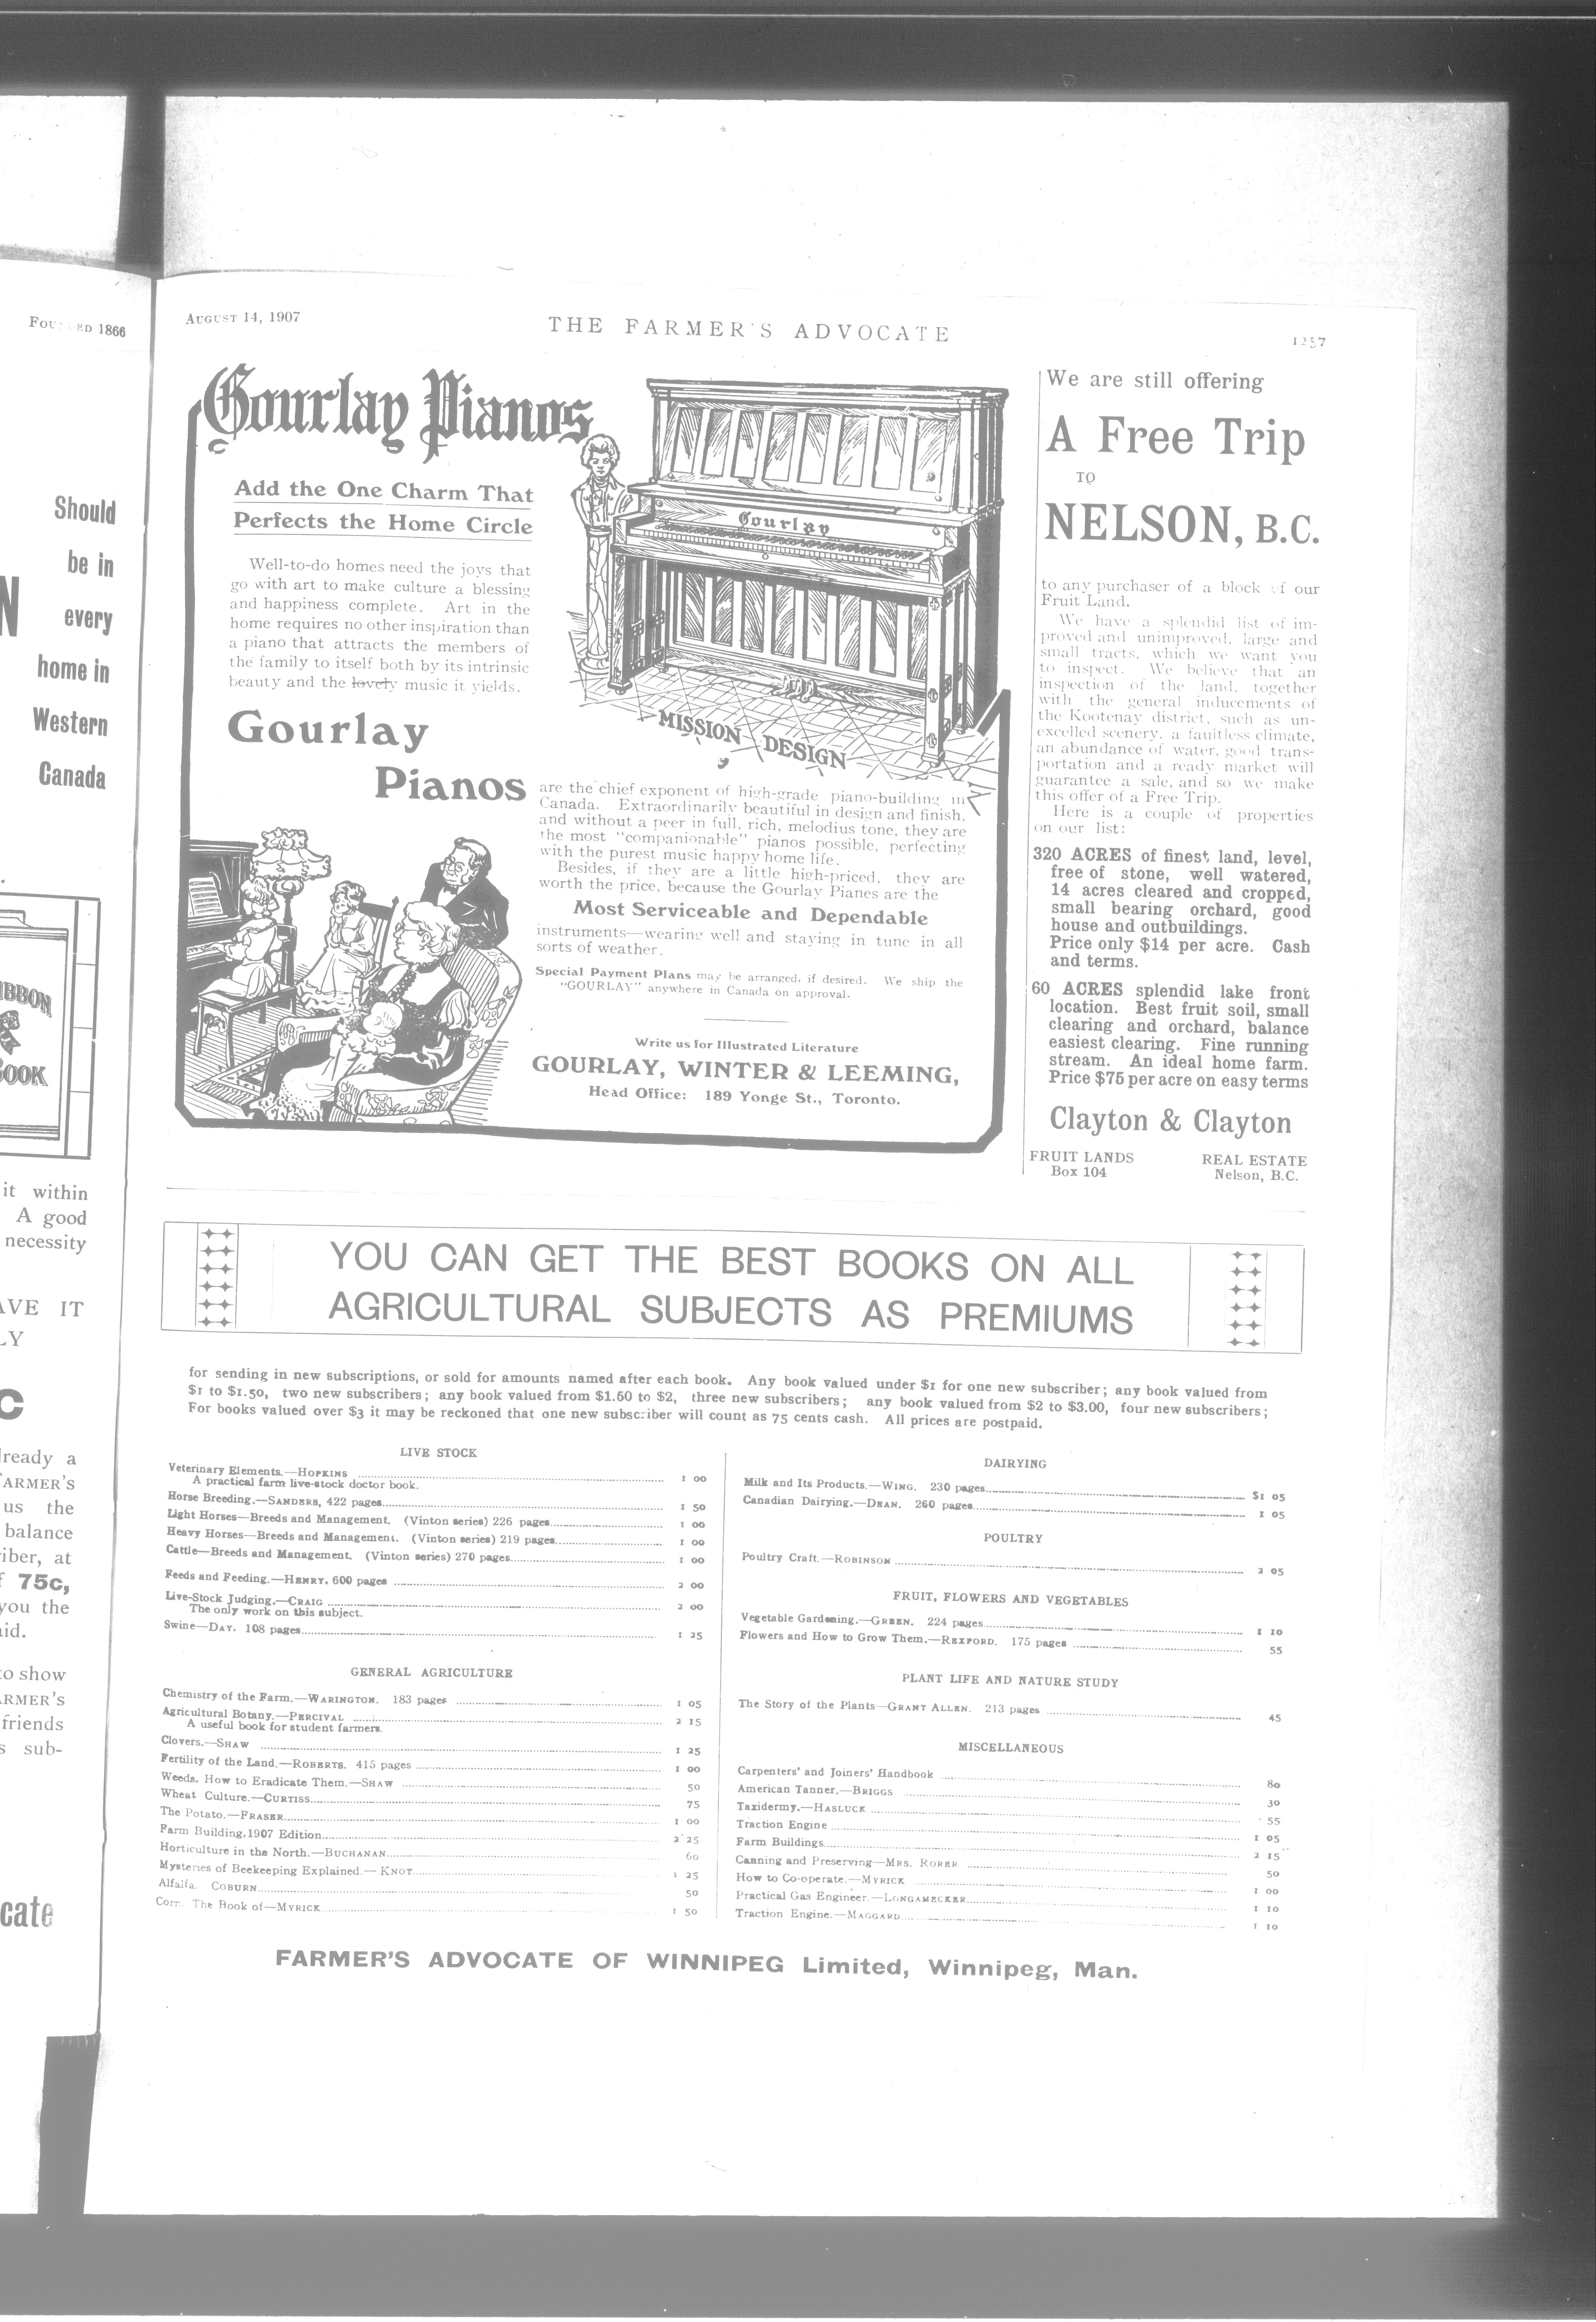 FOUNDED 1866
Should
be in
N
every
home in
Western
Canada
IBBON
BOOK
it within
A good
necessity
AVE IT
LY
C
lready a
FARMER'S
us the
balance
riber, at
f 75c,
you the
aid.
to show
ARMER'S
friends
s sub-
cate
AUGUST 14, 1907
THE FARMER'S ADVOCATE
1257
Gourlay Pianos
Add the One Charm That
Perfects the Home Circle
Well-to-do homes need the joys that
go with art to make culture a blessing
and happiness complete. Art in the
home requires no other inspiration than
a piano that attracts the members of
the family to itself both by its intrinsic
beauty and the lovely music it yields.
Gourlay
MISSION DESIGN
Gourlay
Pianos
are the chief exponent of high-grade piano-building in
Canada. Extraordinarily beautiful in design and finish,
and without a peer in full, rich, melodius tone, they are
the most "companionable" pianos possible, perfecting
with the purest music happy home life.
Besides, if they are a little high-priced, they are
worth the price, because the Gourlay Pianes are the
Most Serviceable and Dependable
instruments—wearing well and staying in tune in all
sorts of weather.
Special Payment Plans may be arranged, if desired. We ship the
"GOURLAY" anywhere in Canada on approval.
Write us for Illustrated Literature
GOURLAY, WINTER & LEEMING,
Head Office: 189 Yonge St., Toronto.
We are still offering
A Free Trip
TO
NELSON, B.C.
to any purchaser of a block of our
Fruit Land.
We have a splendid list of im-
proved and unimproved, large and
small tracts, which we want you
to inspect. We believe that an
inspection of the land, together
with the general inducements of
the Kootenay district, such as un-
excelled scenery, a faultless climate,
an abundance of water, good trans-
portation and a ready market will
guarantee a sale, and so we make
this offer of a Free Trip.
Here is a couple of properties
on our list:
320 ACRES of finest land, level,
free of stone, well watered,
14 acres cleared and cropped,
small bearing orchard, good
house and outbuildings.
Price only $14 per acre. Cash
and terms.
60 ACRES splendid lake front
location. Best fruit soil, small
clearing and orchard, balance
easiest clearing. Fine running
stream. An ideal home farm.
Price $75 per acre on easy terms
Clayton & Clayton
FRUIT LANDS REAL ESTATE
Box 104 Nelson, B.C.
YOU CAN GET THE BEST BOOKS ON ALL
AGRICULTURAL SUBJECTS AS PREMIUMS
for sending in new subscriptions, or sold for amounts named after each book. Any book valued under $1 for one new subscriber; any book valued from
$1 to $1.50, two new subscribers; any book valued from $1.50 to $2, three new subscribers; any book valued from $2 to $3.00, four new subscribers;
For books valued over $3 it may be reckoned that one new subscriber will count as 75 cents cash. All prices are postpaid.
LIVE STOCK
Veterinary Elements.—HOPKINS 1 00
A practical farm live-stock doctor book.
Horse Breeding.—SANDERS, 422 pages 1 50
Light Horses—Breeds and Management. (Vinton series) 226 pages 1 00
Heavy Horses—Breeds and Management. (Vinton series) 219 pages 1 00
Cattle—Breeds and Management. (Vinton series) 270 pages 1 00
Feeds and Feeding.—HENRY, 600 pages 2 00
Live-Stock Judging.—CRAIG 2 00
The only work on this subject.
Swine—DAY. 108 pages 1 25
GENERAL AGRICULTURE
Chemistry of the Farm.—WARINGTON. 183 pages 1 05
Agricultural Botany.—PERCIVAL 2 15
A useful book for student farmers.
Clovers.—SHAW 1 25
Fertility of the Land.—ROBERTS. 415 pages 1 00
Weeds, How to Eradicate Them.—SHAW 50
Wheat Culture.—CURTISS 75
The Potato.—FRASER 1 00
Farm Building, 1907 Edition 2 25
Horticulture in the North.—BUCHANAN 60
Mysteries of Beekeeping Explained.—KNOT 1 25
Alfalfa. COBURN 50
Corn. The Book of—MYRICK 1 50
DAIRYING
Milk and Its Products.—WING. 230 pages $1 05
Canadian Dairying.—DEAN. 260 pages 1 05
POULTRY
Poultry Craft.—ROBINSON 2 05
FRUIT, FLOWERS AND VEGETABLES
Vegetable Gardening.—GREEN. 224 pages 1 10
Flowers and How to Grow Them.—REXFORD. 175 pages 55
PLANT LIFE AND NATURE STUDY
The Story of the Plants—GRANT ALLEN. 213 pages 45
MISCELLANEOUS
Carpenters' and Joiners' Handbook 80
American Tanner.—BRIGGS 30
Taxidermy.—HASLUCK 55
Traction Engine 1 05
Farm Buildings 2 15
Canning and Preserving—MRS. RORER 50
How to Co-operate.—MYRICK 1 00
Practical Gas Engineer.—LONGAMECKER 1 10
Traction Engine.—MAGGARD 1 10
FARMER'S ADVOCATE OF WINNIPEG Limited, Winnipeg, Man.